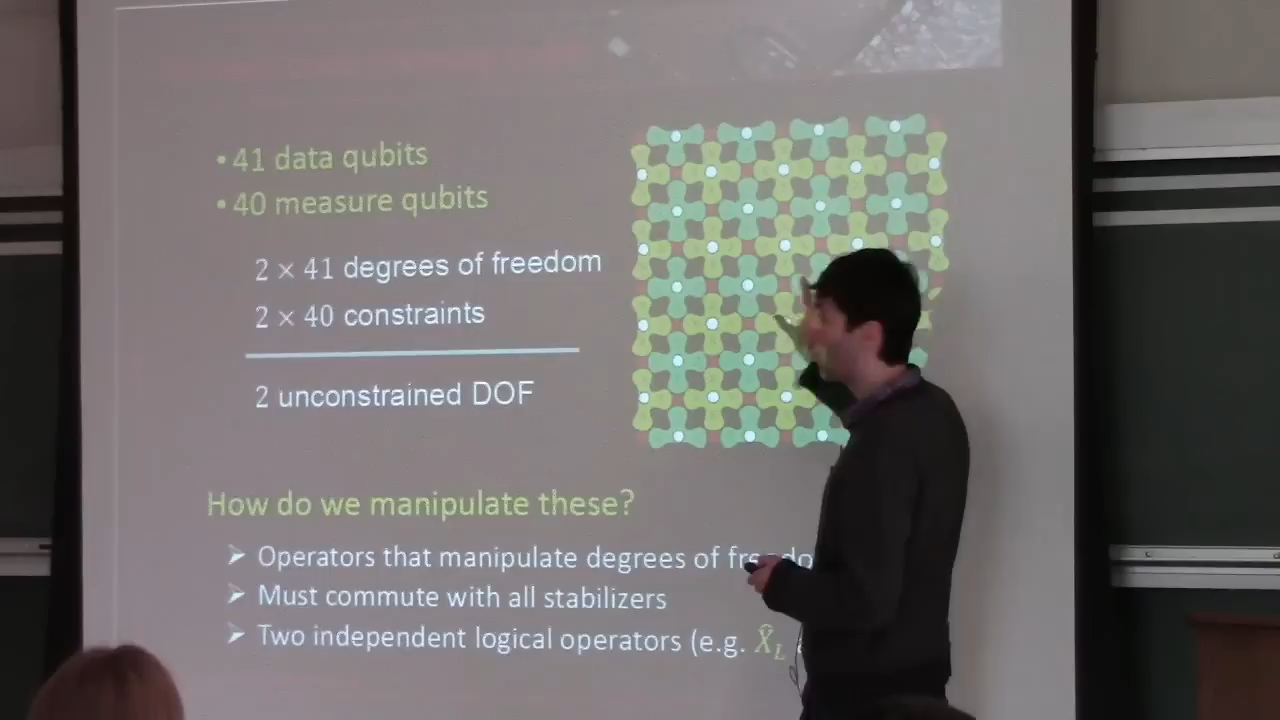 • 41 data qubits
• 40 measure qubits
2 × 41 degrees of freedom
2 × 40 constraints
2 unconstrained DOF
How do we manipulate these?
➢ Operators that manipulate degrees of
➢ Must commute with all stabilizers
➢ Two independent logical operators (e.g. X̂_L